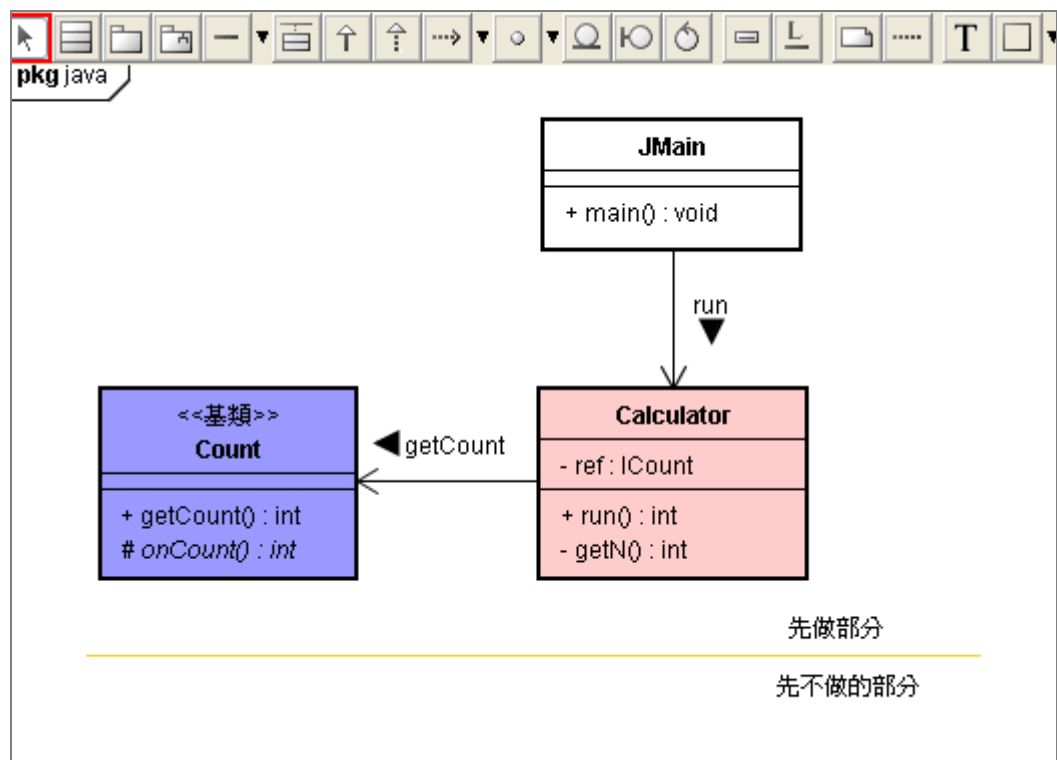 T
pkg java
JMain
+ main() : void
run
<<基類>>
Count
+ getCount() : int
# onCount() : int
getCount
Calculator
- ref : ICount
+ run() : int
- getN() : int
先做部分
先不做的部分